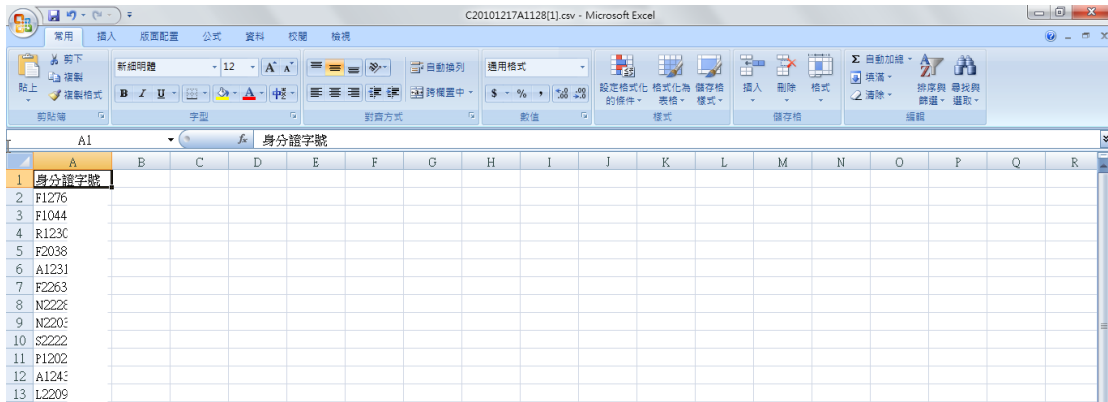 C20101217A1128[1].csv - Microsoft Excel
常用 插入 版面配置 公式 資料 校閱 檢視
剪下
複製
複製格式
貼上
剪貼簿
新細明體 12
B I U A 中
字型
自動換列
跨欄置中
對齊方式
通用格式
$ % ,
數值
設定格式化的條件 格式化為表格 儲存格樣式
樣式
插入 刪除 格式
儲存格
Σ 自動加總
填滿
清除
排序與篩選 尋找與選取
編輯
A1 fx 身分證字號
A B C D E F G H I J K L M N O P Q R
1 身分證字號
2 F1276
3 F1044
4 R1230
5 F2038
6 A1231
7 F2263
8 N2228
9 N2203
10 S2222
11 P1202
12 A1243
13 L2209